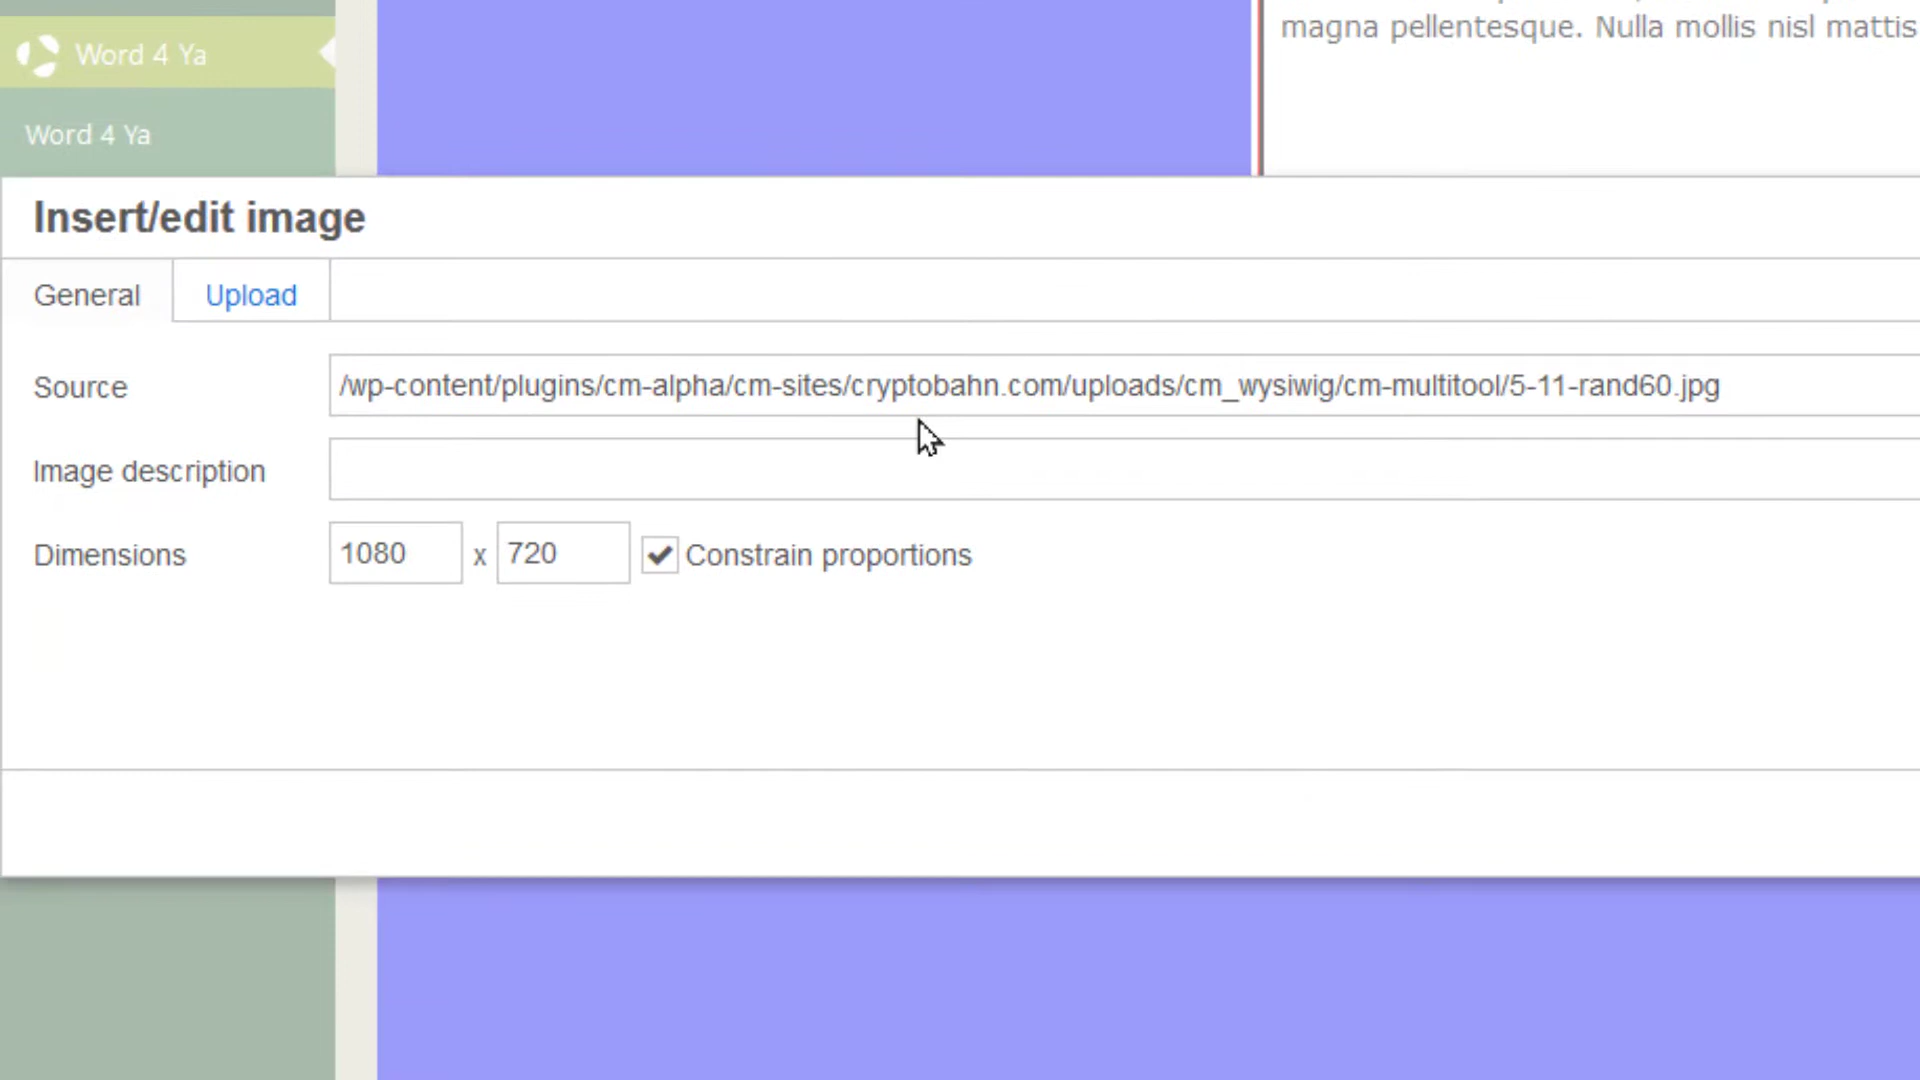 magna pellentesque. Nulla mollis nisl mattis
Word 4 Ya
Word 4 Ya
Insert/edit image
General
Upload
Source
/wp-content/plugins/cm-alpha/cm-sites/cryptobahn.com/uploads/cm_wysiwig/cm-multitool/5-11-rand60.jpg
Image description
Dimensions
1080 x 720
Constrain proportions